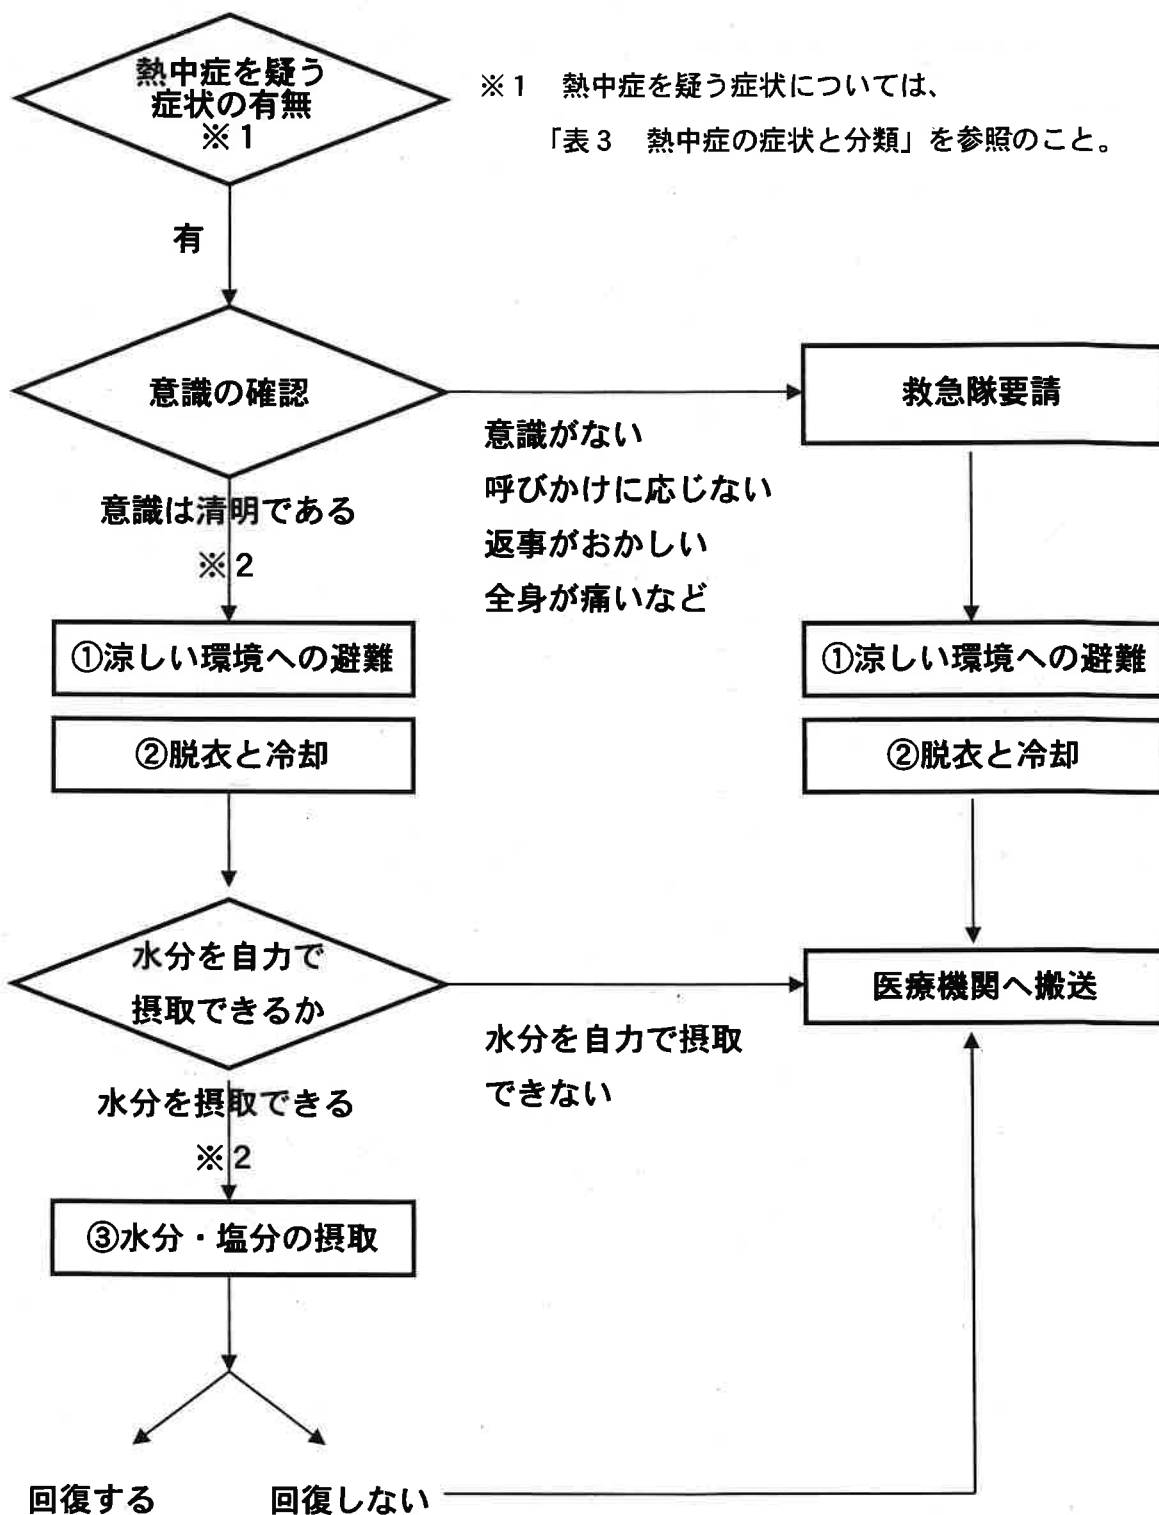 熱中症を疑う
症状の有無
※1
※1　熱中症を疑う症状については、
「表3　熱中症の症状と分類」を参照のこと。
有
意識の確認
救急隊要請
意識がない
呼びかけに応じない
返事がおかしい
全身が痛いなど
意識は清明である
※2
①涼しい環境への避難
①涼しい環境への避難
②脱衣と冷却
②脱衣と冷却
水分を自力で
摂取できるか
医療機関へ搬送
水分を自力で摂取
できない
水分を摂取できる
※2
③水分・塩分の摂取
回復する
回復しない